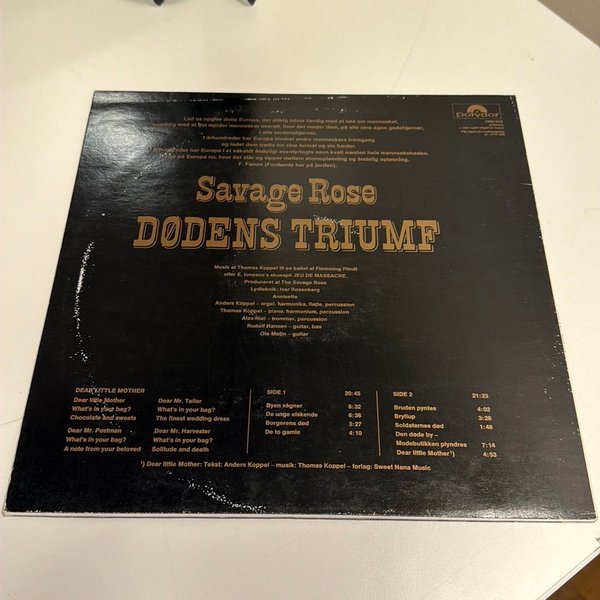 Lad os opgive dette Europa, der aldrig bliver færdig med at tale om mennesket,
samtidig med at det myrder mennesker overalt, hvor det møder dem, på alle sine egne gadehjørner,
i alle verdenshjørner.
I århundreder har Europa hindret andre menneskers fremgang
og ladet dem trælle for sine formål og sin hæder.
I århundreder har Europa i et såkaldt åndeligt eventyrtogts navn kvalt næsten hele menneskeheden.
på Europa nu, hvor det står og vipper mellem atomopløsning og åndelig opløsning.
F. Fanon (Fordømte her på jorden).
Polydor
Savage Rose
DØDENS TRIUMF
Musik af Thomas Koppel til en ballet af Flemming Flindt
efter E. Ionesco's skuespil JEU DE MASSACRE.
Produceret af The Savage Rose
Lydteknik: Ivar Rosenberg
Annisette
Anders Koppel – orgel, harmonika, fløjte, percussion
Thomas Koppel – piano, harmonium, percussion
Alex Riel – trommer, percussion
Rudolf Hansen – guitar, bas
Ole Molin – guitar
DEAR LITTLE MOTHER
Dear little Mother
What's in your bag?
Chocolate and sweets
Dear Mr. Postman
What's in your bag?
A note from your beloved
Dear Mr. Tailor
What's in your bag?
The finest wedding dress
Dear Mr. Harvester
What's in your bag?
Solitude and death
SIDE 1 20:45
Byen vågner 6:32
De unge elskende 6:36
Borgerens død 3:27
De to gamle 4:10
SIDE 2 21:23
Bruden pyntes 4:02
Bryllup 3:26
Soldaternes død 1:48
Den døde by –
Modebutikken plyndres 7:14
Dear little Mother¹) 4:53
¹) Dear little Mother: Tekst: Anders Koppel – musik: Thomas Koppel – forlag: Sweet Nana Music